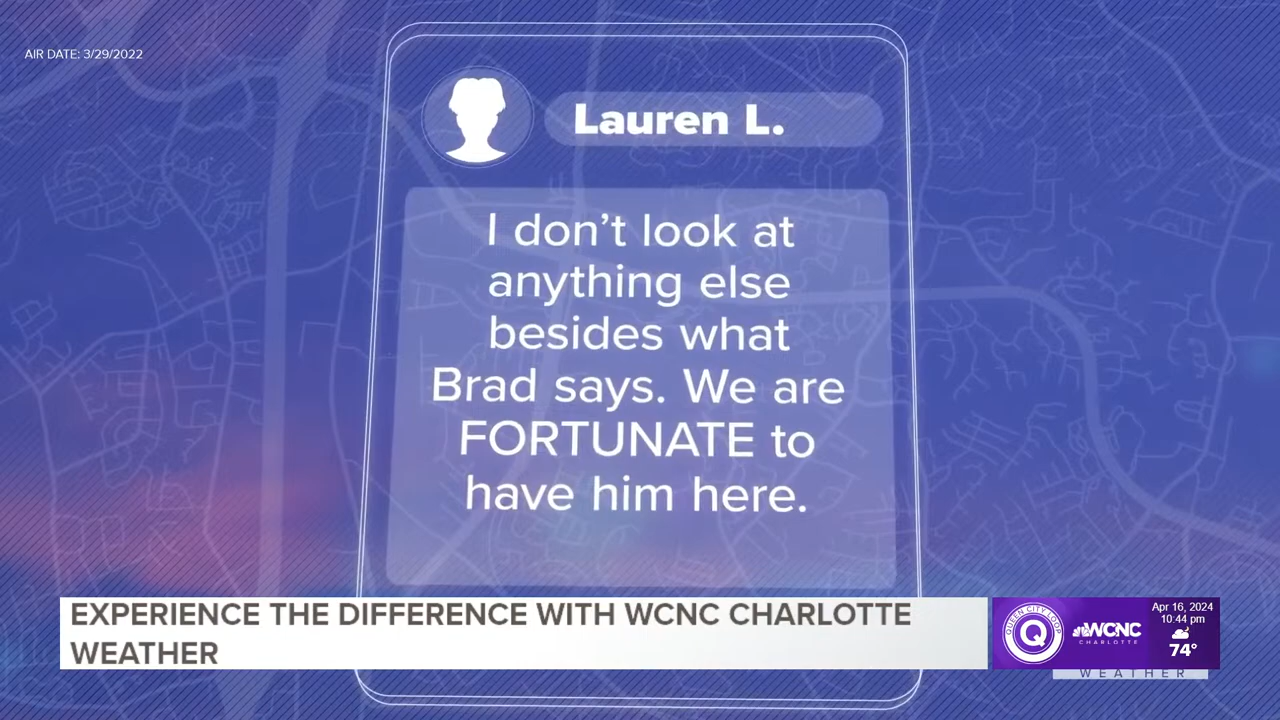 AIR DATE: 3/29/2022
Lauren L.
I don't look at
anything else
besides what
Brad says. We are
FORTUNATE to
have him here.
EXPERIENCE THE DIFFERENCE WITH WCNC CHARLOTTE
WEATHER
QUEEN CITY LOOP
Q
WCNC
CHARLOTTE
Apr 16, 2024
10:44 pm
74°
WEATHER